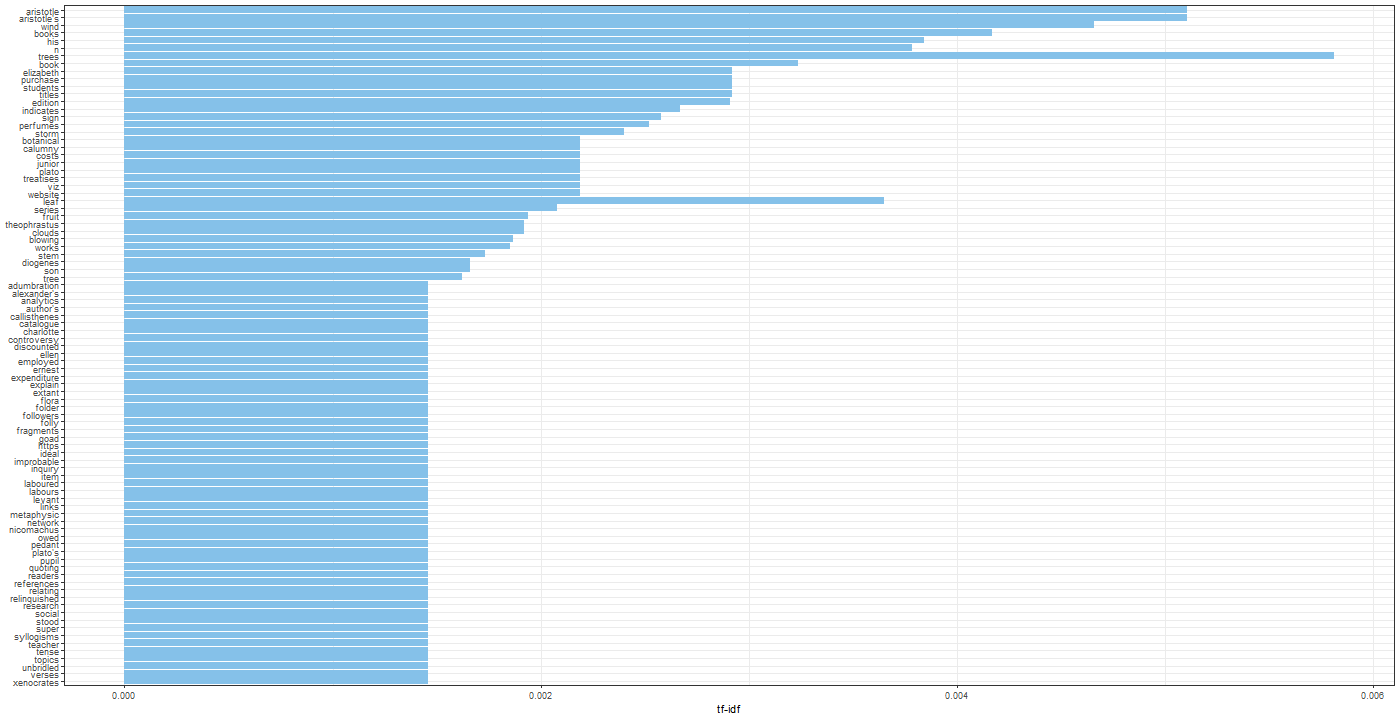 aristotle
aristotle's
wind
books
his
n
trees
book
elizabeth
purchase
students
titles
edition
indicates
sign
perfumes
storm
botanical
calumny
costs
junior
plato
treatises
viz
website
leaf
series
fruit
theophrastus
clouds
blowing
works
stem
diogenes
son
tree
adumbration
alexander's
analytics
author's
callisthenes
catalogue
charlotte
controversy
discounted
ellen
employed
ernest
expenditure
explain
extant
flora
folder
followers
folly
fragments
goad
https
ideal
improbable
inquiry
item
laboured
labours
levant
links
metaphysic
network
nicomachus
owed
pedant
plato's
pupil
quoting
readers
references
relating
relinquished
research
social
stood
super
syllogisms
teacher
tense
topics
unbridled
verses
xenocrates
0.000 0.002 0.004 0.006
tf-idf